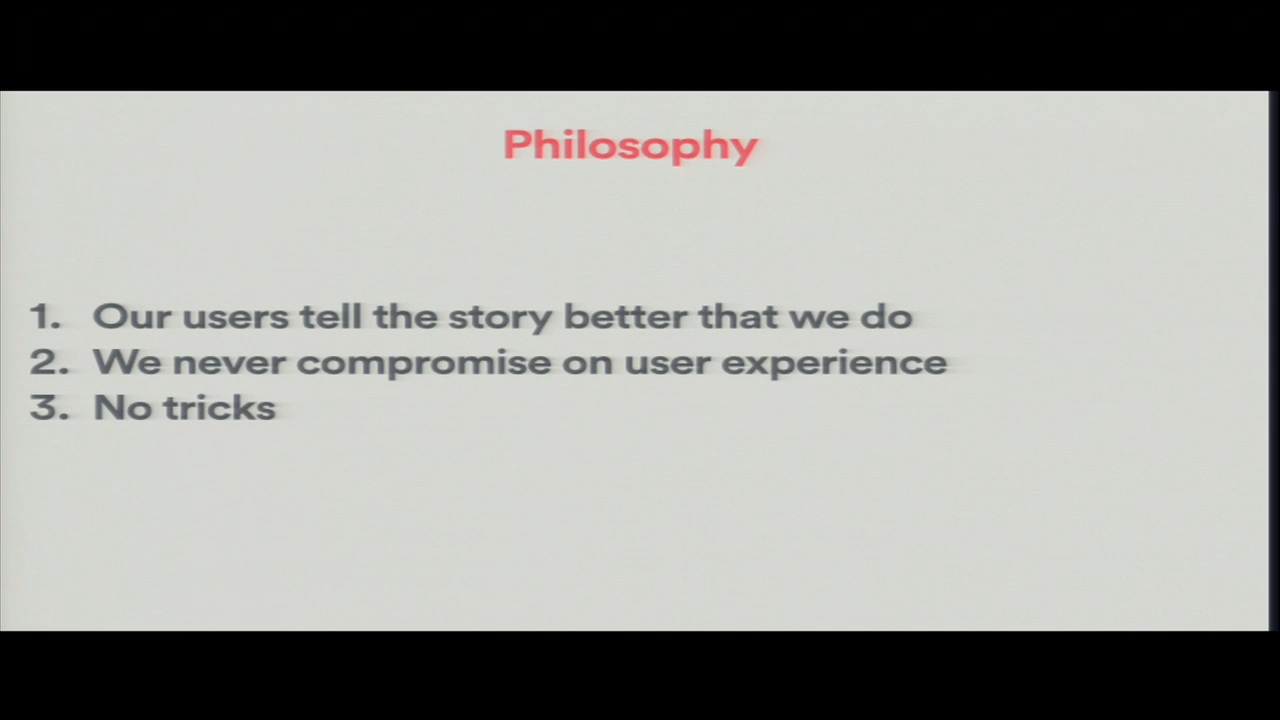 Philosophy
1. Our users tell the story better that we do
2. We never compromise on user experience
3. No tricks